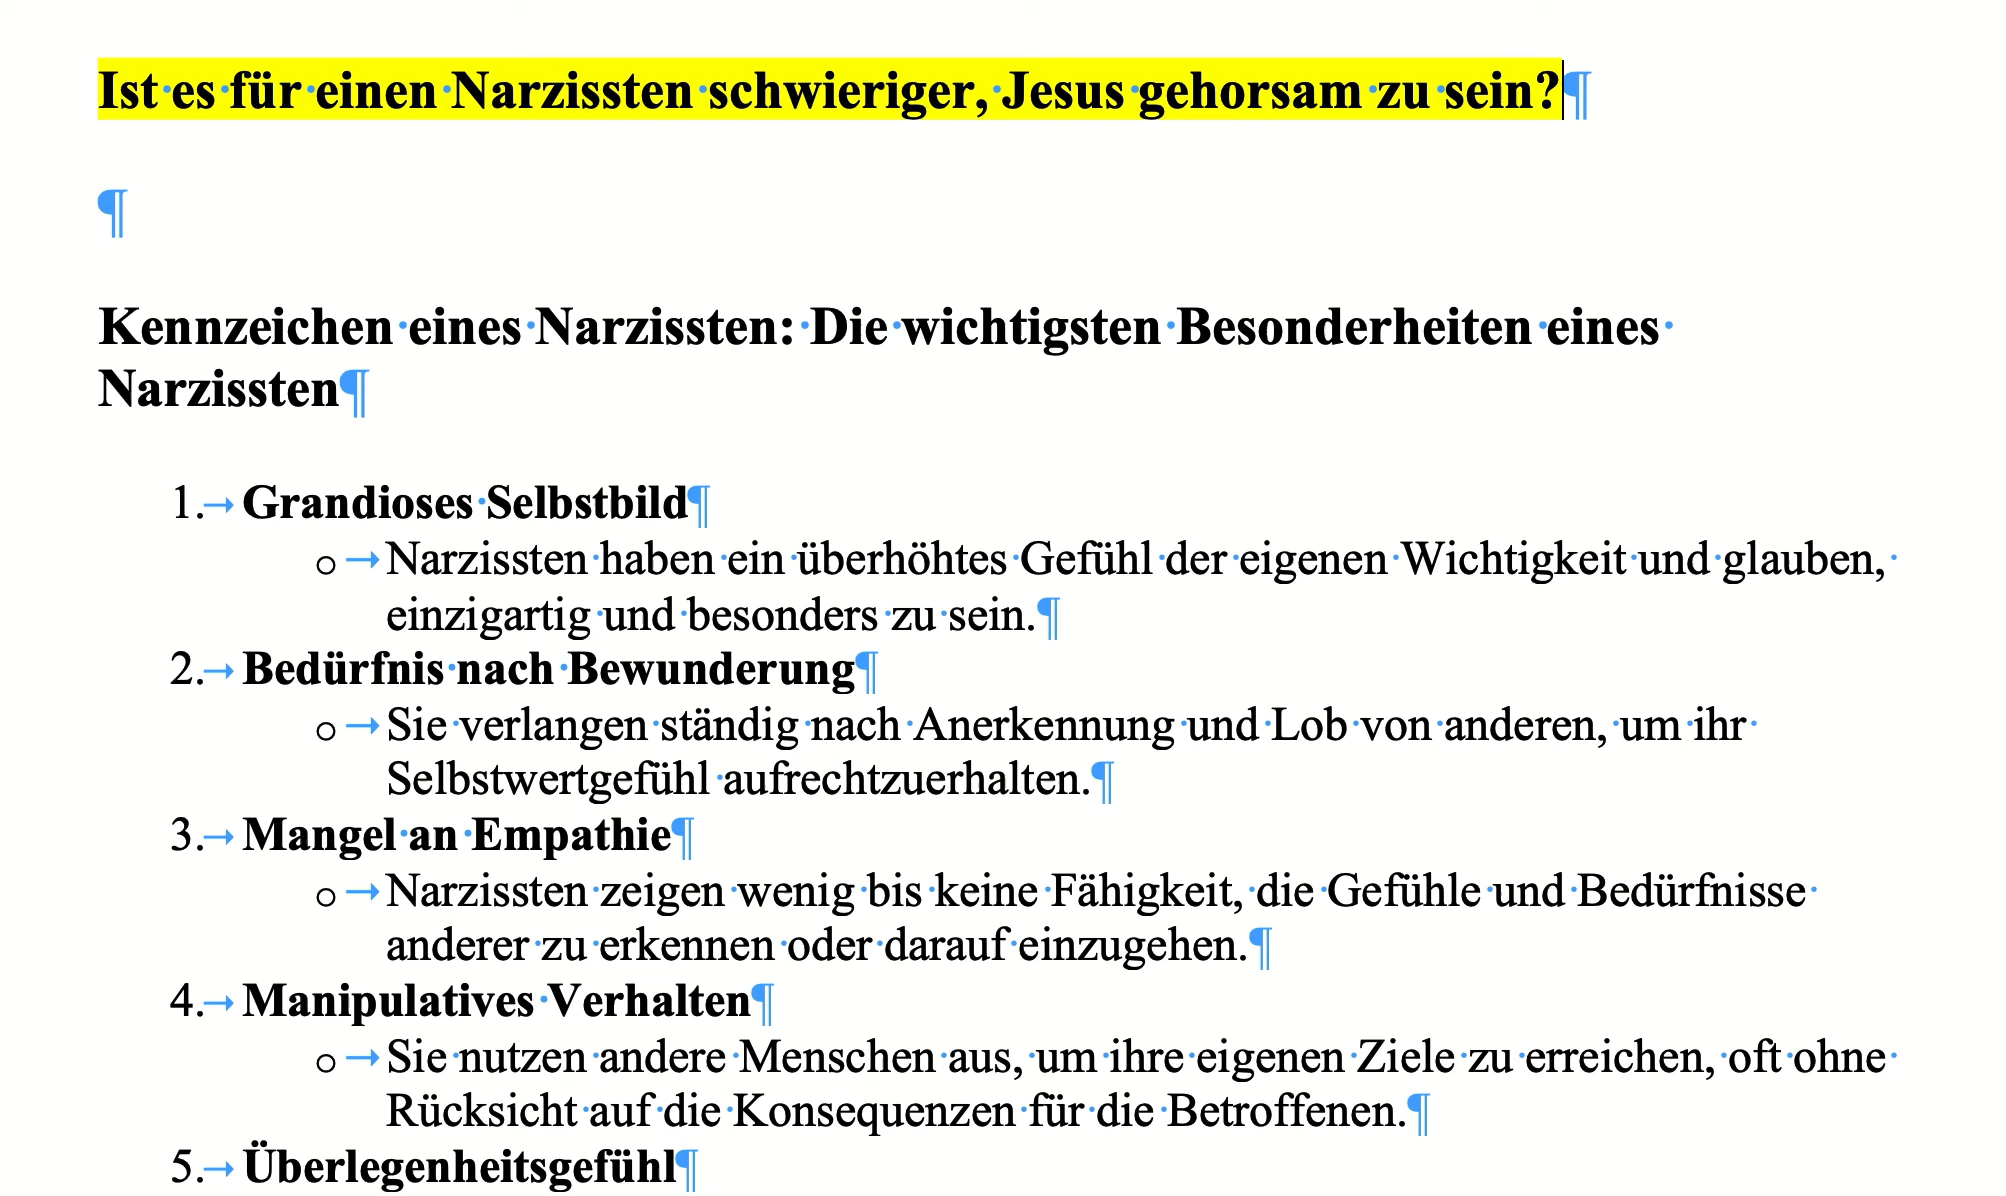 Ist es für einen Narzissten schwieriger, Jesus gehorsam zu sein?¶
¶
Kennzeichen eines Narzissten: Die wichtigsten Besonderheiten eines
Narzissten¶
1.→ Grandioses Selbstbild¶
○ → Narzissten haben ein überhöhtes Gefühl der eigenen Wichtigkeit und glauben,
einzigartig und besonders zu sein.¶
2.→ Bedürfnis nach Bewunderung¶
○ → Sie verlangen ständig nach Anerkennung und Lob von anderen, um ihr
Selbstwertgefühl aufrechtzuerhalten.¶
3.→ Mangel an Empathie¶
○ → Narzissten zeigen wenig bis keine Fähigkeit, die Gefühle und Bedürfnisse
anderer zu erkennen oder darauf einzugehen.¶
4.→ Manipulatives Verhalten¶
○ → Sie nutzen andere Menschen aus, um ihre eigenen Ziele zu erreichen, oft ohne
Rücksicht auf die Konsequenzen für die Betroffenen.¶
5.→ Überlegenheitsgefühl¶